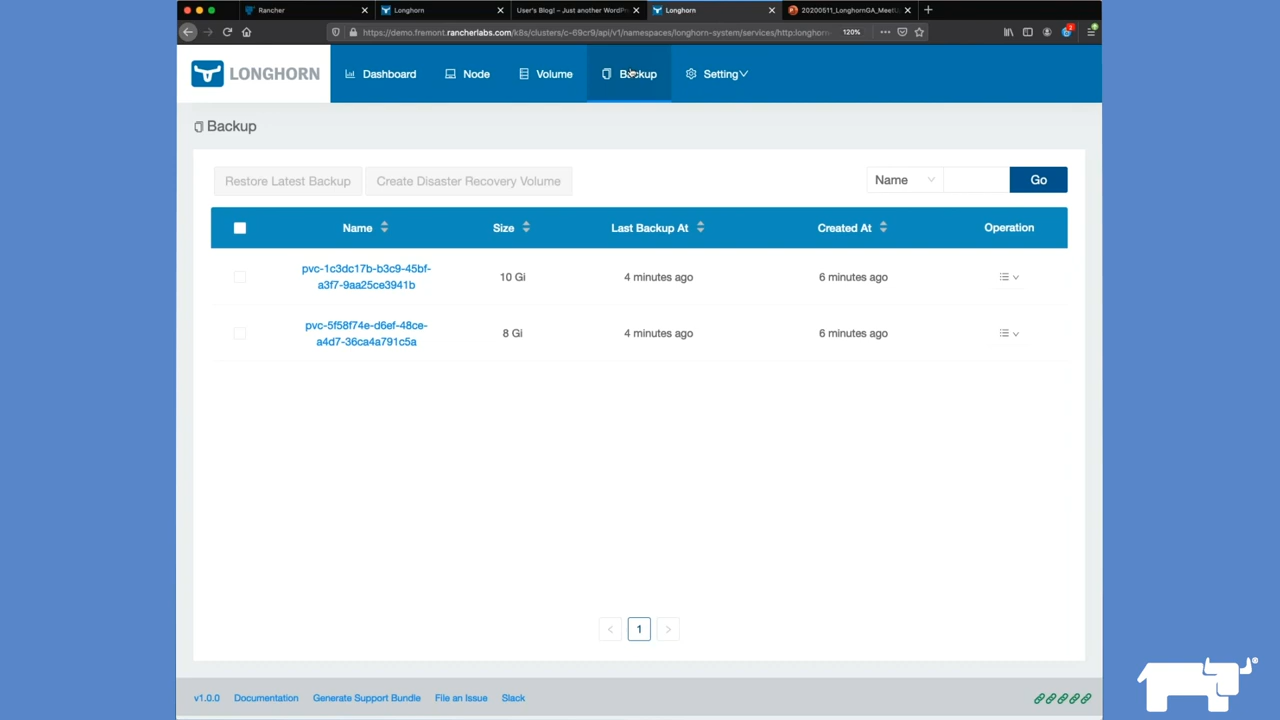 Rancher
Longhorn
User's Blog! – Just another WordPr
Longhorn
20200511_LonghornGA_MeetU
https://demo.fremont.rancherlabs.com/k8s/clusters/c-69cr9/api/v1/namespaces/longhorn-system/services/http:longhorn-
120%
LONGHORN
Dashboard
Node
Volume
Backup
Setting
Backup
Restore Latest Backup
Create Disaster Recovery Volume
Name
Go
Name Size Last Backup At Created At Operation
pvc-1c3dc17b-b3c9-45bf-
a3f7-9aa25ce3941b
10 Gi 4 minutes ago 6 minutes ago
pvc-5f58f74e-d6ef-48ce-
a4d7-36ca4a791c5a
8 Gi 4 minutes ago 6 minutes ago
1
v1.0.0 Documentation Generate Support Bundle File an Issue Slack